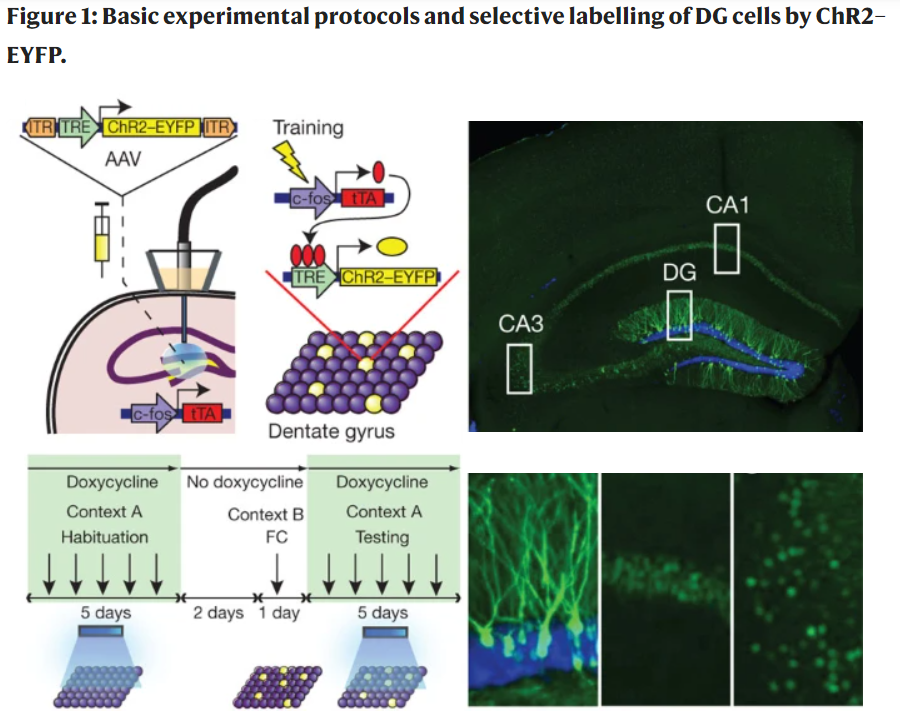 Figure 1: Basic experimental protocols and selective labelling of DG cells by ChR2–
EYFP.
ITR TRE ChR2–EYFP ITR
AAV
c-fos tTA
Training
c-fos tTA
TRE ChR2–EYFP
Dentate gyrus
CA1
DG
CA3
Doxycycline
No doxycycline
Doxycycline
Context A
Habituation
Context B
FC
Context A
Testing
5 days
2 days
1 day
5 days